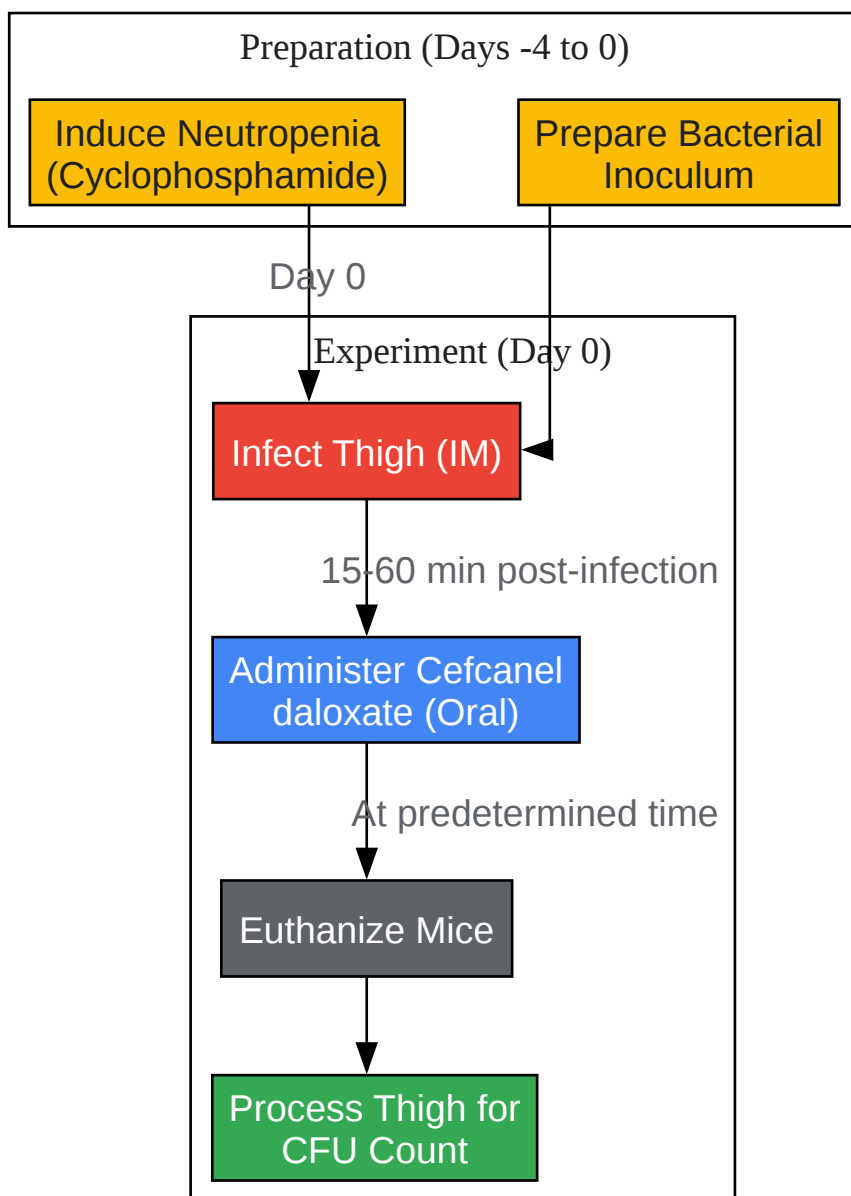 Preparation (Days -4 to 0)
Induce Neutropenia
(Cyclophosphamide)
Prepare Bacterial
Inoculum
Day 0
Experiment (Day 0)
Infect Thigh (IM)
15-60 min post-infection
Administer Cefcanel
daloxate (Oral)
At predetermined time
Euthanize Mice
Process Thigh for
CFU Count